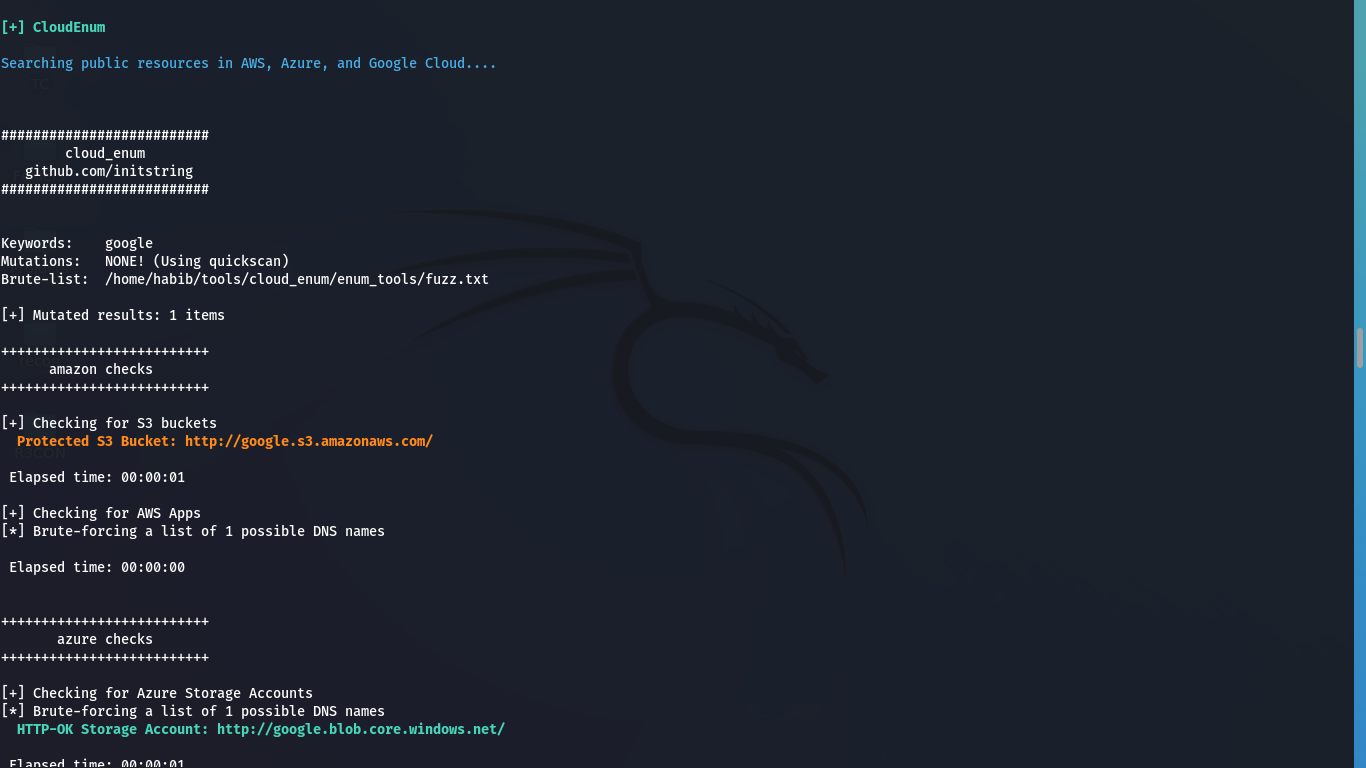 [+] CloudEnum
Searching public resources in AWS, Azure, and Google Cloud....
##########################
cloud_enum
github.com/initstring
##########################
Keywords:    google
Mutations:   NONE! (Using quickscan)
Brute-list:  /home/habib/tools/cloud_enum/enum_tools/fuzz.txt
[+] Mutated results: 1 items
++++++++++++++++++++++++++
amazon checks
++++++++++++++++++++++++++
[+] Checking for S3 buckets
Protected S3 Bucket: http://google.s3.amazonaws.com/
R3CON
Elapsed time: 00:00:01
[+] Checking for AWS Apps
[*] Brute-forcing a list of 1 possible DNS names
Elapsed time: 00:00:00
++++++++++++++++++++++++++
azure checks
++++++++++++++++++++++++++
[+] Checking for Azure Storage Accounts
[*] Brute-forcing a list of 1 possible DNS names
HTTP-OK Storage Account: http://google.blob.core.windows.net/
Elapsed time: 00:00:01